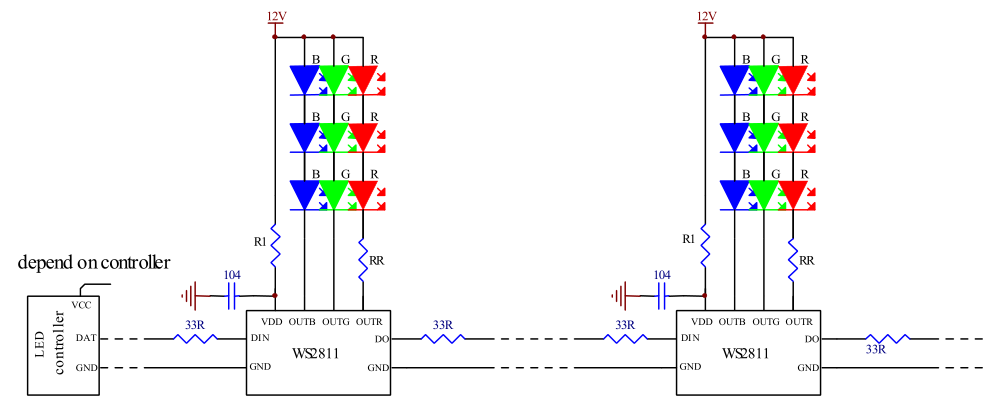 12V 12V
B G R B G R
B G R B G R
B G R B G R
R1 RR R1 RR
depend on controller
104 104
VCC
VDD OUTB OUTG OUTR VDD OUTB OUTG OUTR
33R 33R 33R
DAT DIN DO DIN DO
33R
LED controller
WS2811 WS2811
GND GND GND GND GND